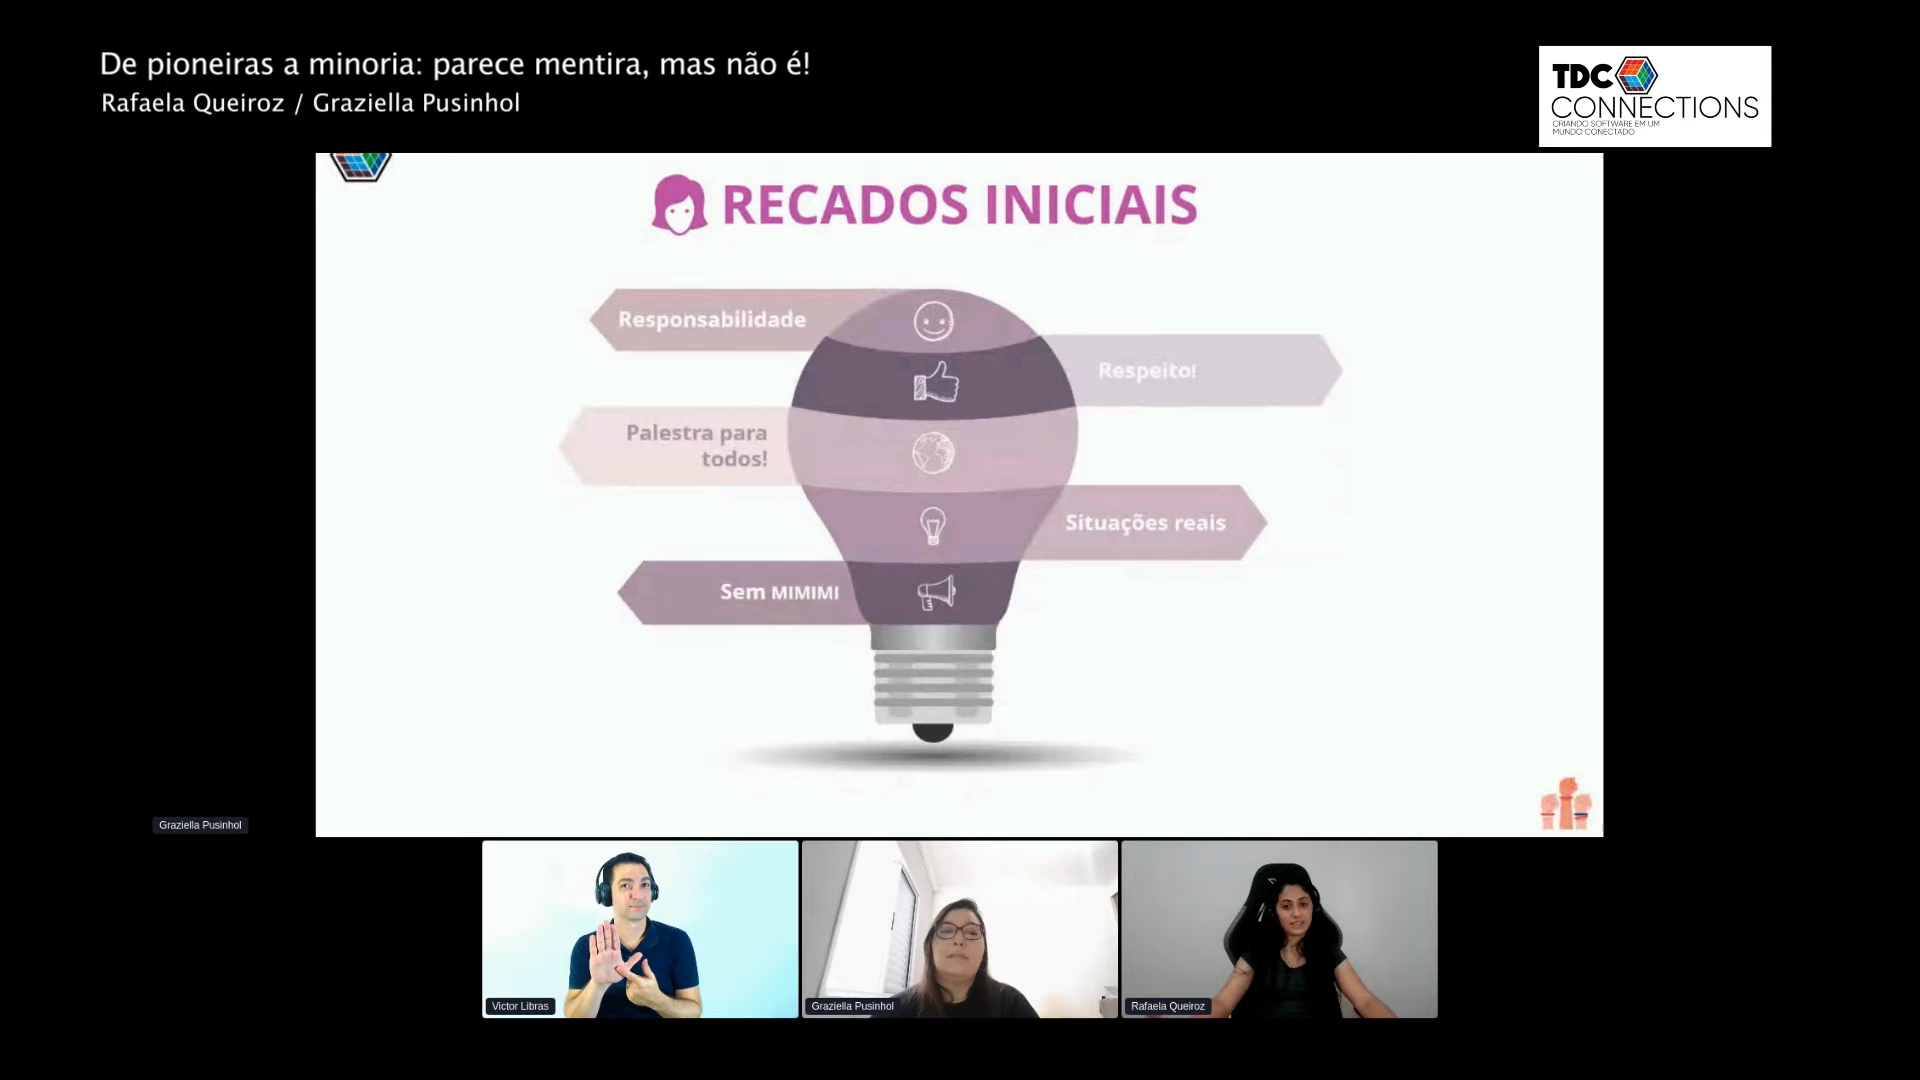 De pioneiras a minoria: parece mentira, mas não é!
Rafaela Queiroz / Graziella Pusinhol
TDC
CONNECTIONS
CRIANDO SOFTWARE EM UM
MUNDO CONECTADO
RECADOS INICIAIS
Responsabilidade
Respeito!
Palestra para
todos!
Situações reais
Sem MIMIMI
Graziella Pusinhol
Victor Libras
Graziella Pusinhol
Rafaela Queiroz